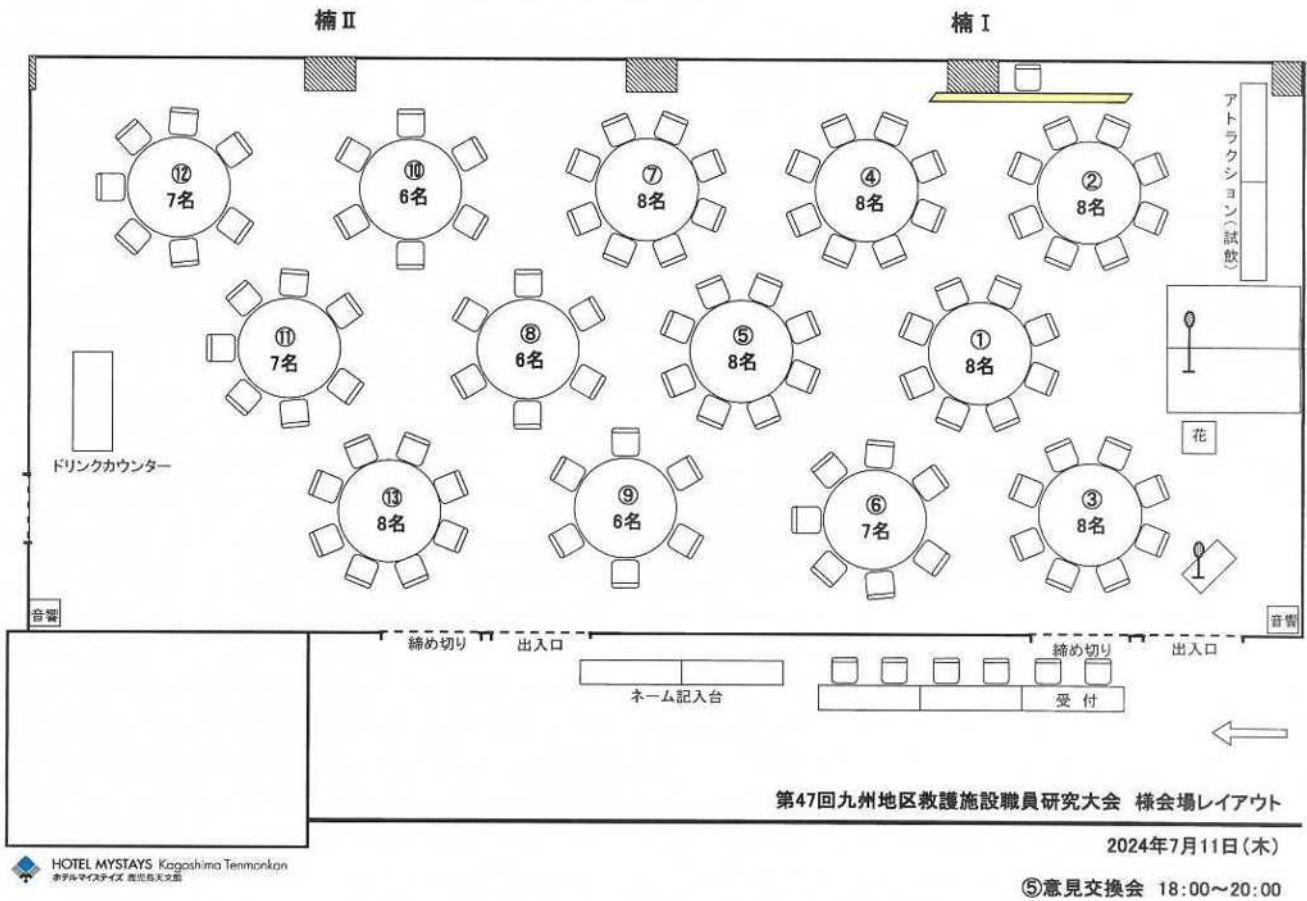 楠Ⅱ
楠Ⅰ
アトラクション(試飲)
⑫
7名
⑩
6名
⑦
8名
④
8名
②
8名
⑪
7名
⑧
6名
⑤
8名
①
8名
花
ドリンクカウンター
⑬
8名
⑨
6名
⑥
7名
③
8名
音響
音響
締め切り
出入口
締め切り
出入口
ネーム記入台
受付
第47回九州地区救護施設職員研究大会 様会場レイアウト
2024年7月11日(木)
⑤意見交換会 18:00～20:00
HOTEL MYSTAYS Kagoshima Tenmonkan
ホテルマイステイズ 鹿児島天文館